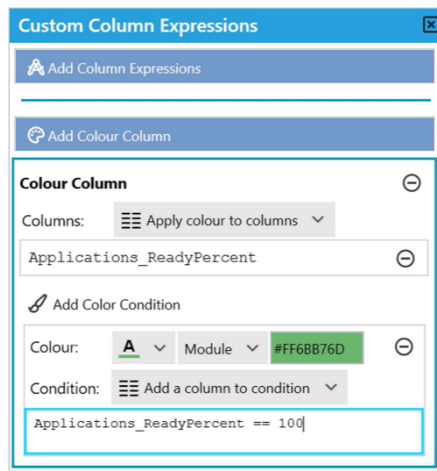 Custom Column Expressions
Add Column Expressions
Add Colour Column
Colour Column
Columns: Apply colour to columns
Applications_ReadyPercent
Add Color Condition
Colour: A Module #FF6BB76D
Condition: Add a column to condition
Applications_ReadyPercent == 100